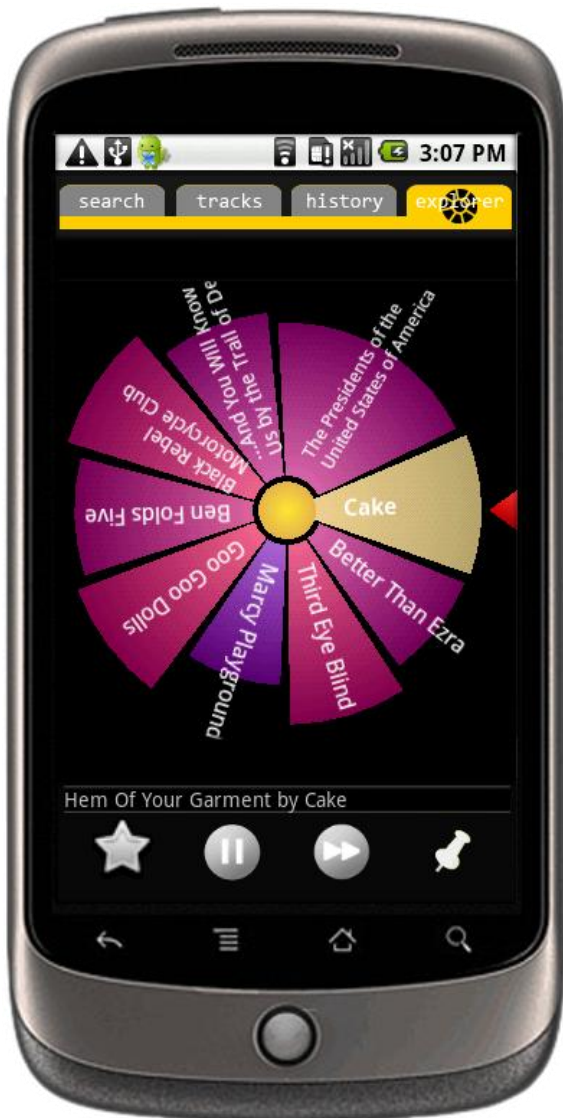 3:07 PM
search
tracks
history
explorer
...And You Will Know
Us by the Trail of De
The Presidents of the
United States of America
Cake
Better Than Ezra
Third Eye Blind
Marcy Playground
Goo Goo Dolls
Ben Folds Five
Black Rebel
Motorcycle Club
Hem Of Your Garment by Cake